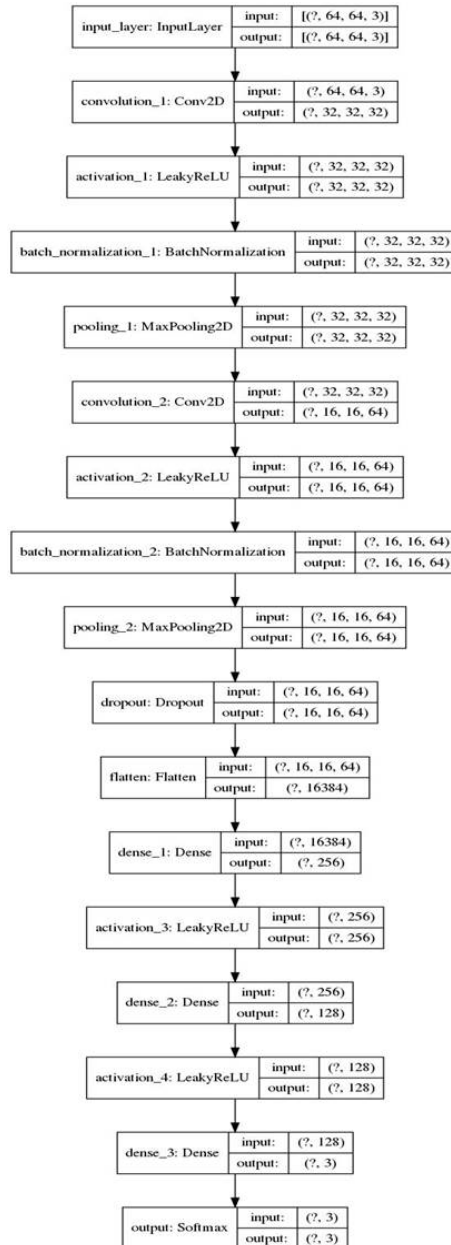 input_layer: InputLayer
input: [(?, 64, 64, 3)]
output: [(?, 64, 64, 3)]
convolution_1: Conv2D
input: (?, 64, 64, 3)
output: (?, 32, 32, 32)
activation_1: LeakyReLU
input: (?, 32, 32, 32)
output: (?, 32, 32, 32)
batch_normalization_1: BatchNormalization
input: (?, 32, 32, 32)
output: (?, 32, 32, 32)
pooling_1: MaxPooling2D
input: (?, 32, 32, 32)
output: (?, 32, 32, 32)
convolution_2: Conv2D
input: (?, 32, 32, 32)
output: (?, 16, 16, 64)
activation_2: LeakyReLU
input: (?, 16, 16, 64)
output: (?, 16, 16, 64)
batch_normalization_2: BatchNormalization
input: (?, 16, 16, 64)
output: (?, 16, 16, 64)
pooling_2: MaxPooling2D
input: (?, 16, 16, 64)
output: (?, 16, 16, 64)
dropout: Dropout
input: (?, 16, 16, 64)
output: (?, 16, 16, 64)
flatten: Flatten
input: (?, 16, 16, 64)
output: (?, 16384)
dense_1: Dense
input: (?, 16384)
output: (?, 256)
activation_3: LeakyReLU
input: (?, 256)
output: (?, 256)
dense_2: Dense
input: (?, 256)
output: (?, 128)
activation_4: LeakyReLU
input: (?, 128)
output: (?, 128)
dense_3: Dense
input: (?, 128)
output: (?, 3)
output: Softmax
input: (?, 3)
output: (?, 3)